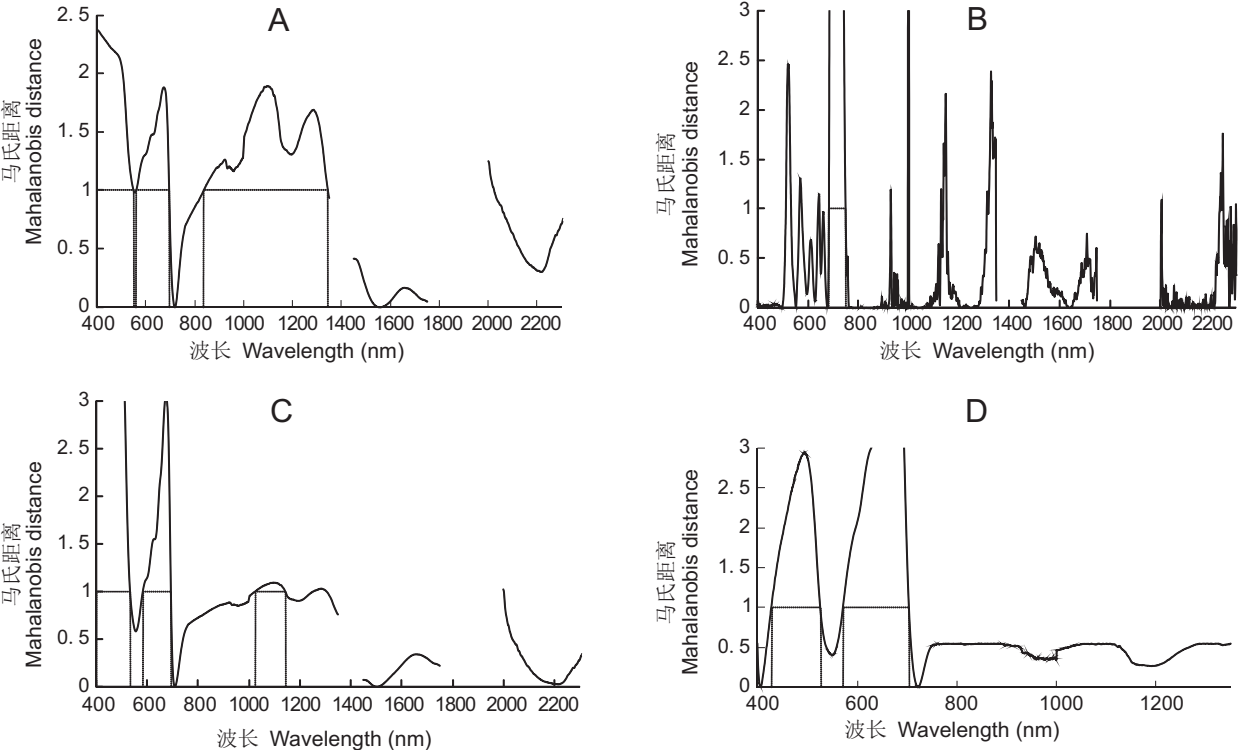 A
马氏距离
Mahalanobis distance
2. 5
2
1. 5
1
0. 5
0
400 600 800 1000 1200 1400 1600 1800 2000 2200
波长 Wavelength (nm)
B
马氏距离
Mahalanobis distance
3
2. 5
2
1. 5
1
0. 5
0
400 600 800 1000 1200 1400 1600 1800 2000 2200
波长 Wavelength (nm)
C
马氏距离
Mahalanobis distance
3
2. 5
2
1. 5
1
0. 5
0
400 600 800 1000 1200 1400 1600 1800 2000 2200
波长 Wavelength (nm)
D
马氏距离
Mahalanobis distance
3
2. 5
2
1. 5
1
0. 5
0
400 600 800 1000 1200
波长 Wavelength (nm)